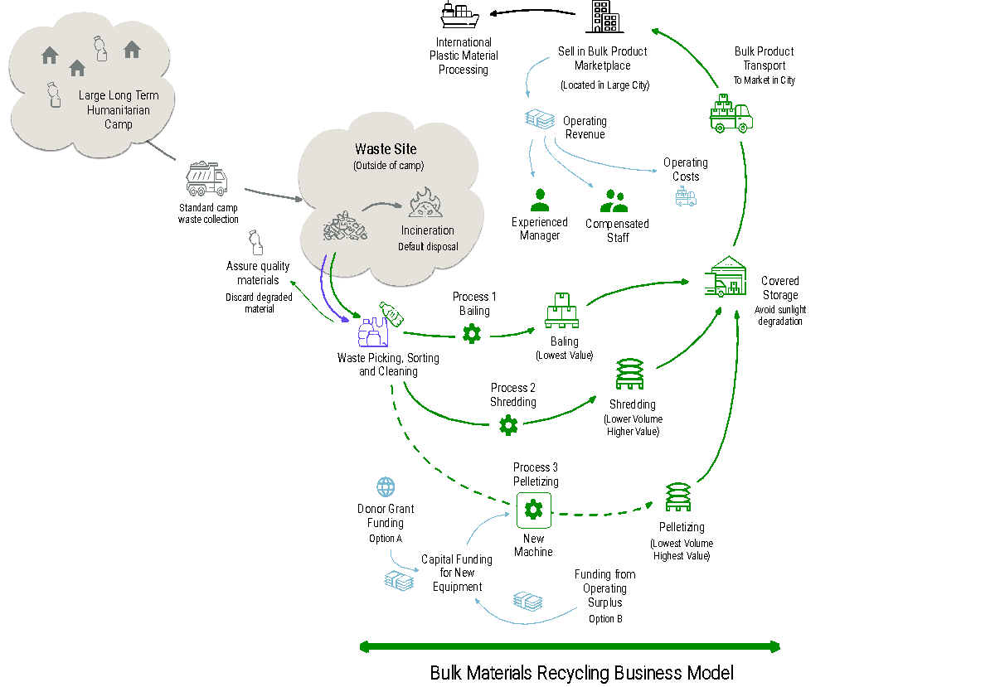 International
Plastic Material
Processing
Sell in Bulk Product
Marketplace
(Located in Large City)
Bulk Product
Transport
To Market in City
Large Long Term
Humanitarian
Camp
Operating
Revenue
Waste Site
(Outside of camp)
Operating
Costs
Standard camp
waste collection
Experienced
Manager
Compensated
Staff
Incineration
Default disposal
Assure quality
materials
Discard degraded
material
Covered
Storage
Avoid sunlight
degradation
Process 1
Bailing
Baling
(Lowest Value)
Waste Picking, Sorting
and Cleaning
Process 2
Shredding
Shredding
(Lower Volume
Higher Value)
Process 3
Pelletizing
New
Machine
Pelletizing
(Lowest Volume
Highest Value)
Donor Grant
Funding
Option A
Capital Funding
for New
Equipment
Funding from
Operating
Surplus
Option B
Bulk Materials Recycling Business Model